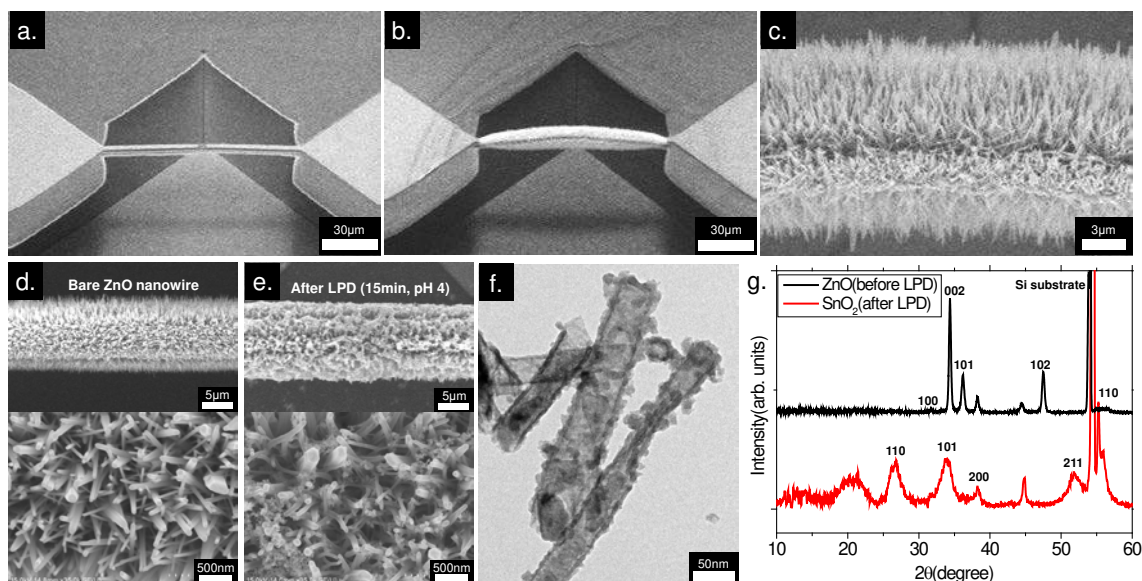 a.
30µm
b.
30µm
c.
3µm
d.
Bare ZnO nanowire
5µm
500nm
e.
After LPD (15min, pH 4)
5µm
500nm
f.
50nm
g.
ZnO(before LPD)
SnO₂(after LPD)
Si substrate
002
101
100
102
110
110
101
200
211
Intensity(arb. units)
10 20 30 40 50 60
2θ(degree)